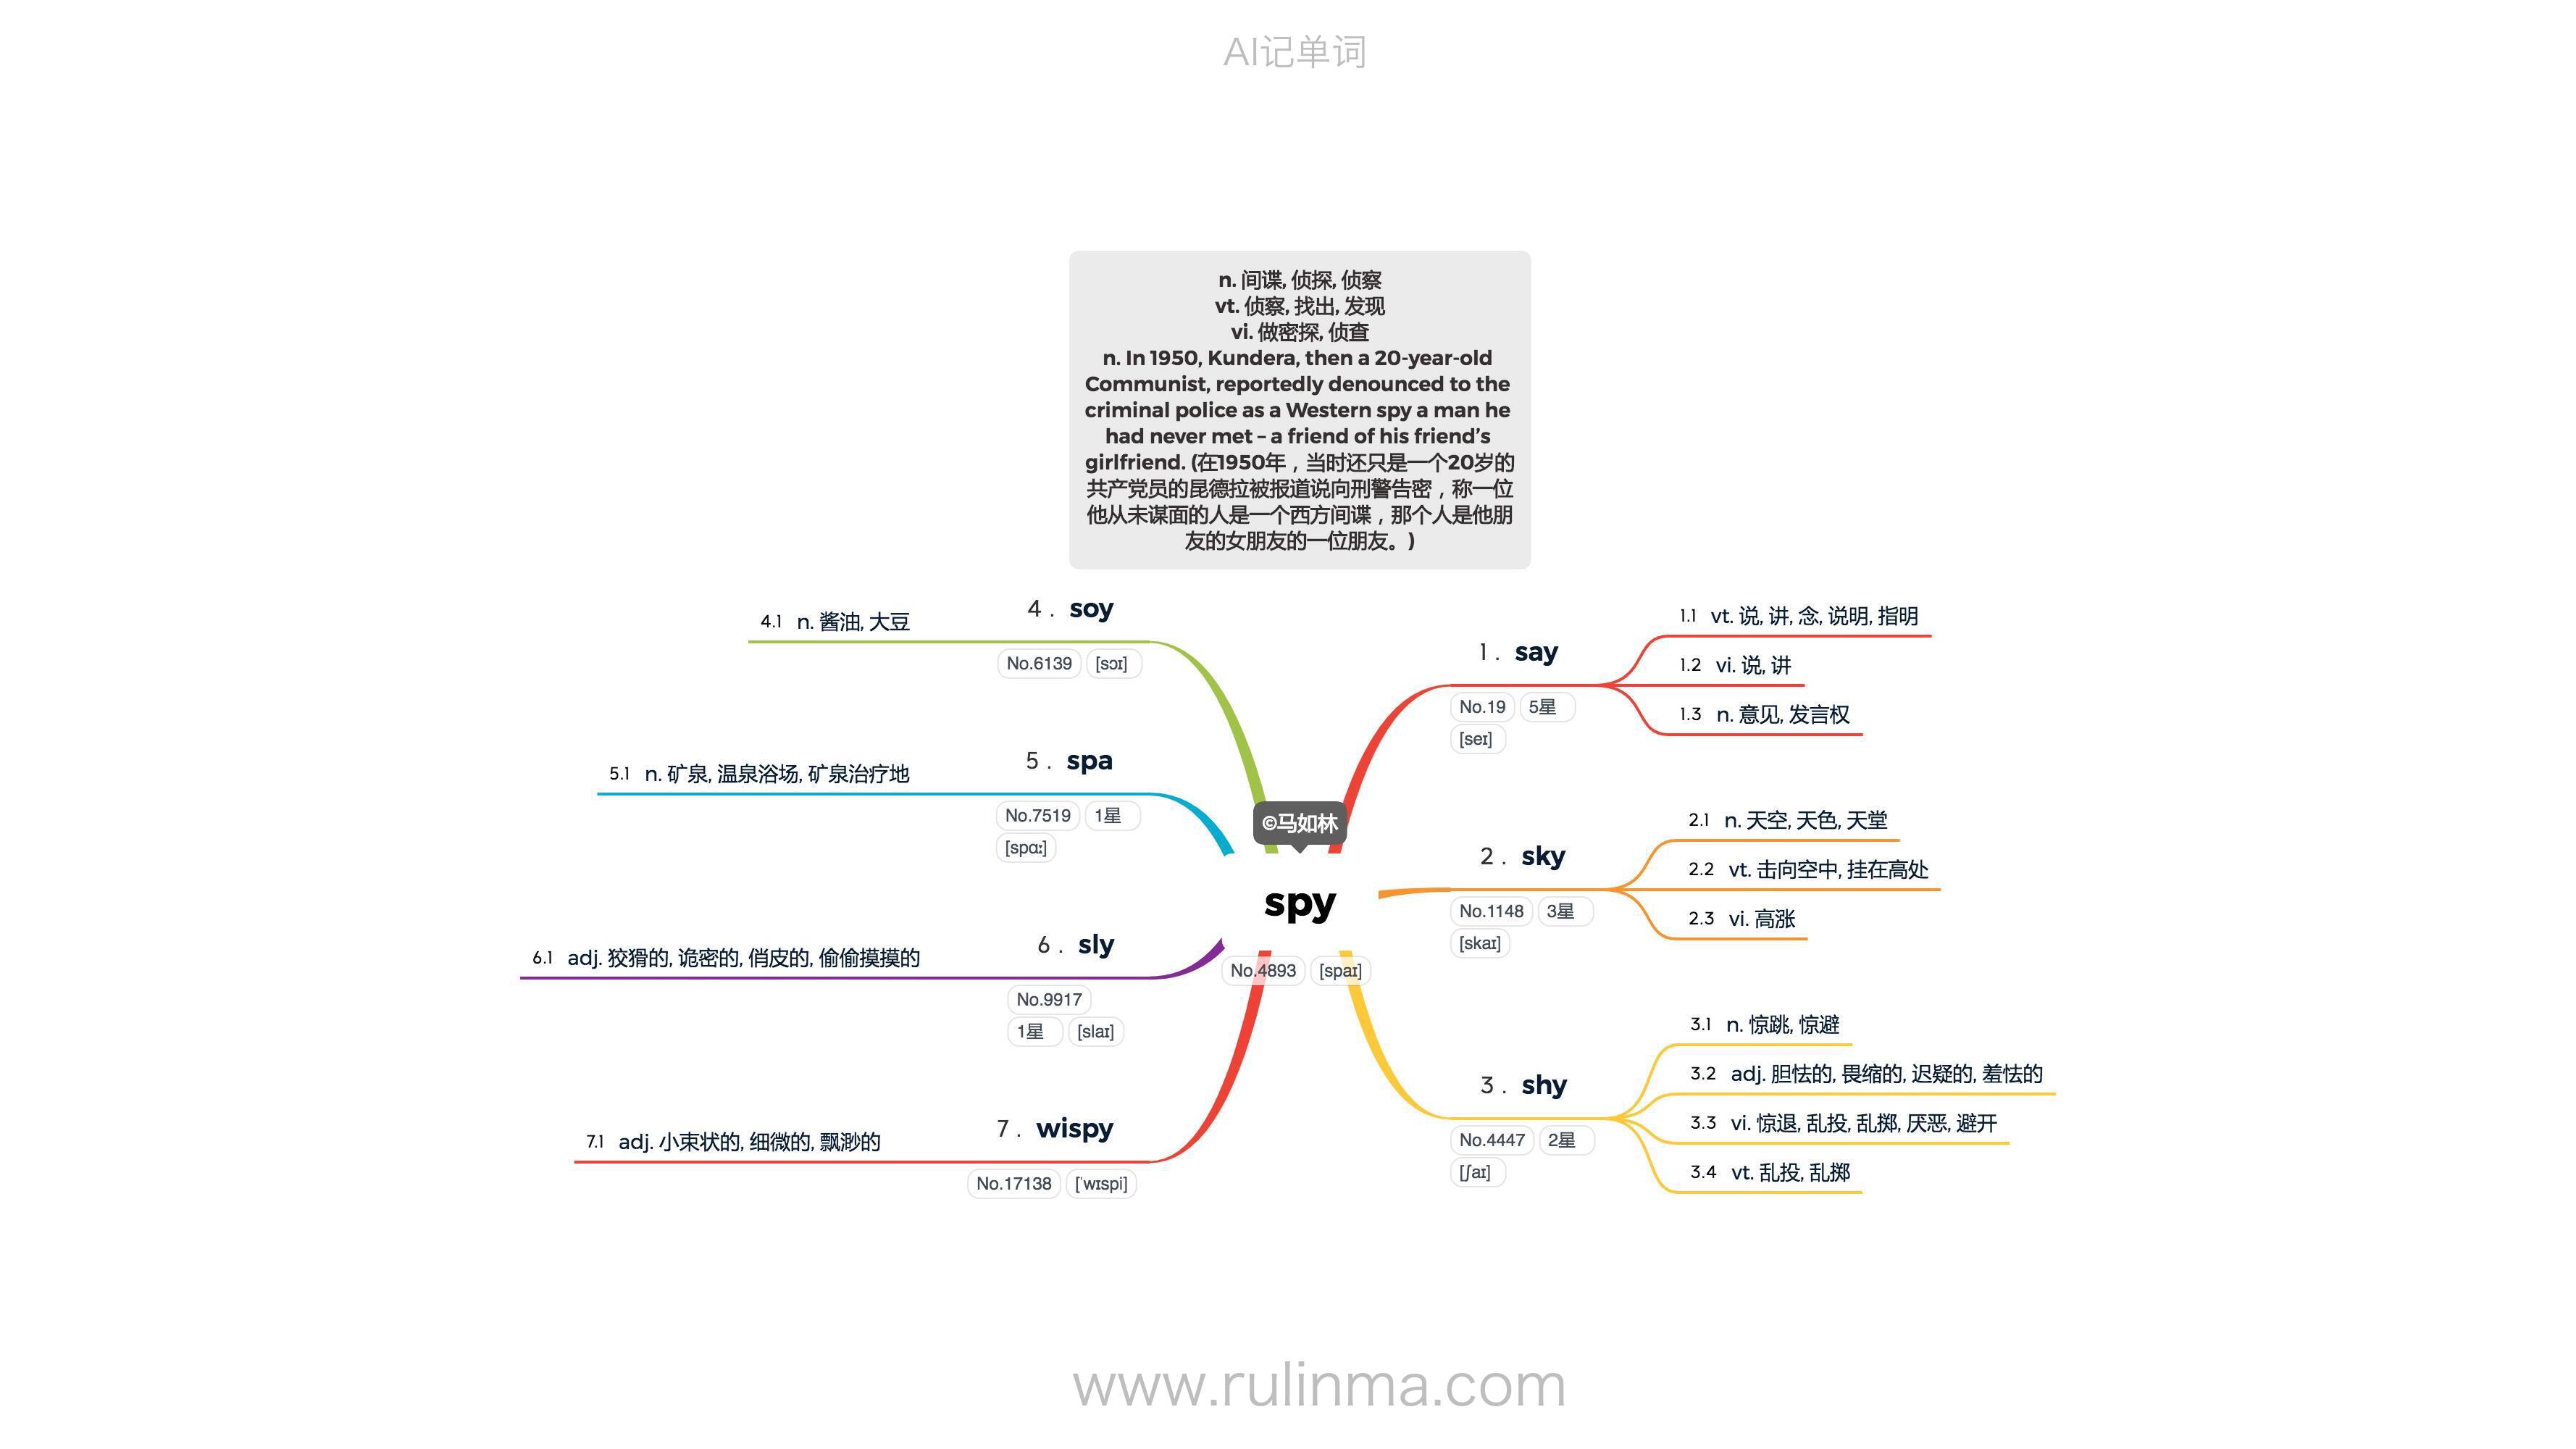 AI记单词
n. 间谍, 侦探, 侦察
vt. 侦察, 找出, 发现
vi. 做密探, 侦查
n. In 1950, Kundera, then a 20-year-old
Communist, reportedly denounced to the
criminal police as a Western spy a man he
had never met – a friend of his friend’s
girlfriend. (在1950年，当时还只是一个20岁的
共产党员的昆德拉被报道说向刑警告密，称一位
他从未谋面的人是一个西方间谍，那个人是他朋
友的女朋友的一位朋友。)
©马如林
spy
No.4893 [spaɪ]
1. say
No.19 5星
[seɪ]
1.1 vt. 说, 讲, 念, 说明, 指明
1.2 vi. 说, 讲
1.3 n. 意见, 发言权
2. sky
No.1148 3星
[skaɪ]
2.1 n. 天空, 天色, 天堂
2.2 vt. 击向空中, 挂在高处
2.3 vi. 高涨
3. shy
No.4447 2星
[ʃaɪ]
3.1 n. 惊跳, 惊避
3.2 adj. 胆怯的, 畏缩的, 迟疑的, 羞怯的
3.3 vi. 惊退, 乱投, 乱掷, 厌恶, 避开
3.4 vt. 乱投, 乱掷
4. soy
No.6139 [sɔɪ]
4.1 n. 酱油, 大豆
5. spa
No.7519 1星
[spɑː]
5.1 n. 矿泉, 温泉浴场, 矿泉治疗地
6. sly
No.9917
1星 [slaɪ]
6.1 adj. 狡猾的, 诡密的, 俏皮的, 偷偷摸摸的
7. wispy
No.17138 [ˈwɪspi]
7.1 adj. 小束状的, 细微的, 飘渺的
www.rulinma.com